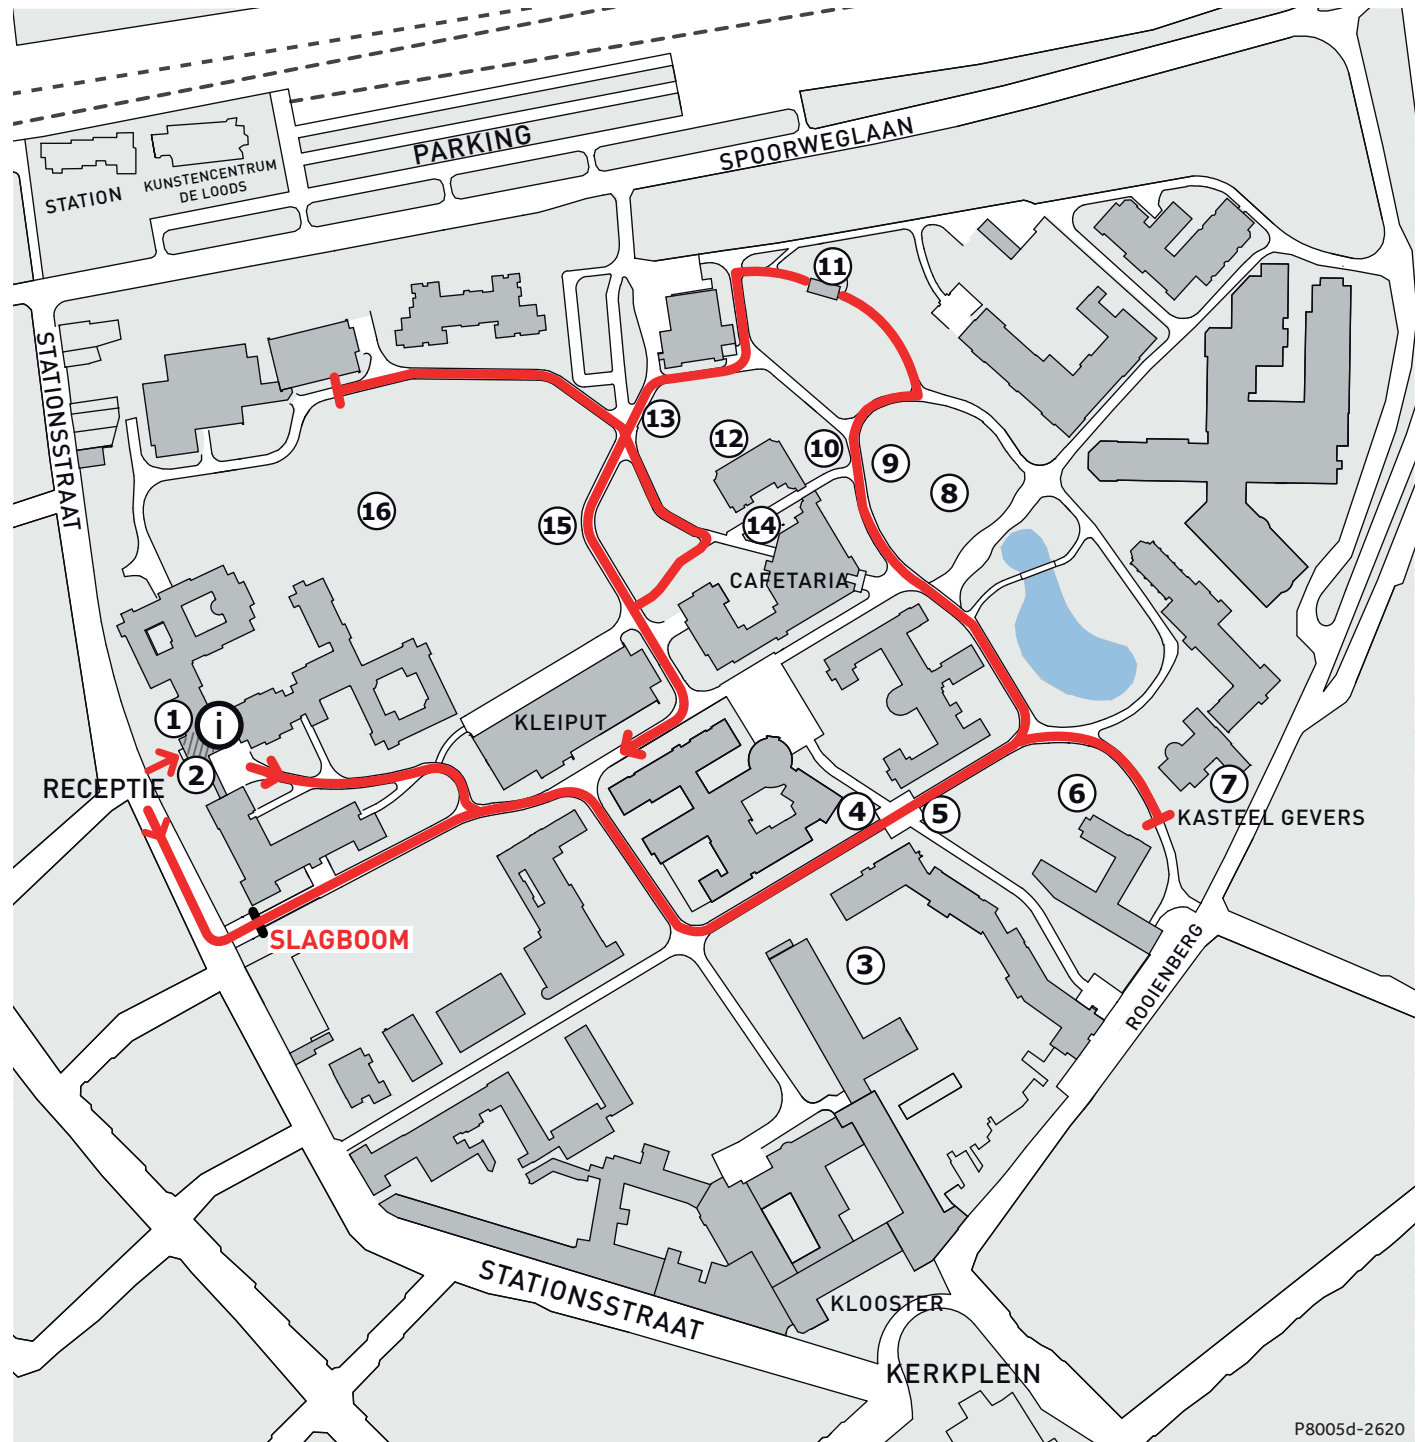 PARKING
SPOORWEGLAAN
STATION
KUNSTENCENTRUM
DE LOODS
STATIONSSTRAAT
11
13
12
10
9
8
16
15
14
CAFETARIA
1
i
2
RECEPTIE
KLEIPUT
4
5
6
7
KASTEEL GEVERS
SLAGBOOM
3
ROOIENBERG
STATIONSSTRAAT
KLOOSTER
KERKPLEIN
P8005d-2620